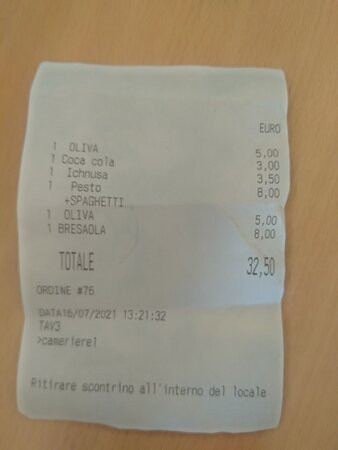 EURO
1 OLIVA 5,00
1 Coca cola 3,00
1 Ichnusa 3,50
1 Pesto 8,00
+SPAGHETTI
1 OLIVA 5,00
1 BRESAOLA 8,00
TOTALE 32,50
ORDINE #76
DATA16/07/2021 13:21:32
TAV3
>cameriere1
Ritirare scontrino all'interno del locale